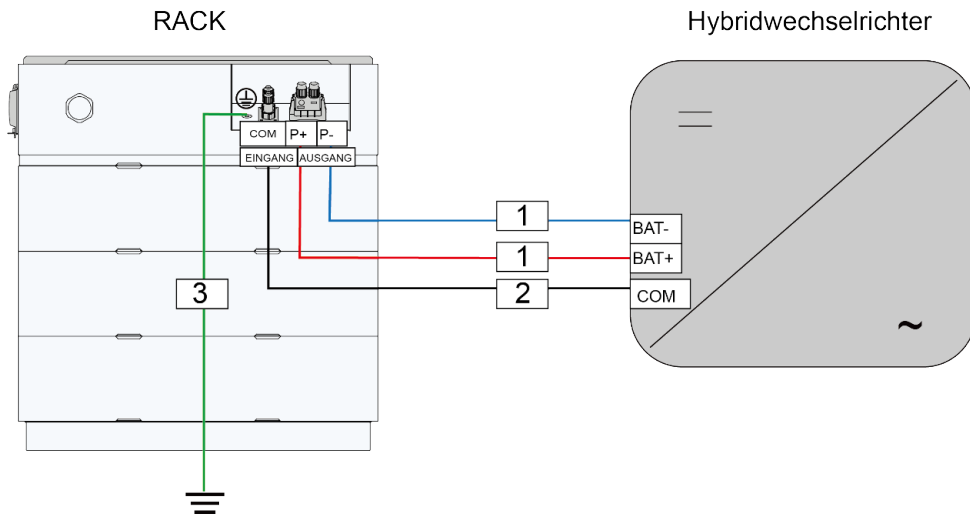 RACK
Hybridwechselrichter
COM P+ P-
EINGANG AUSGANG
1
BAT-
1
BAT+
3
2
COM
~